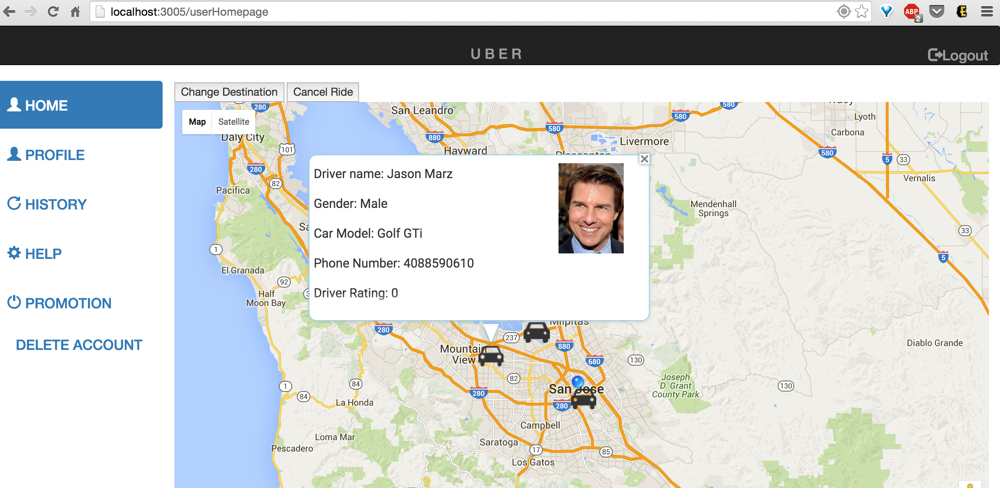 localhost:3005/userHomepage
ABP
2
E
UBER
Logout
HOME
PROFILE
HISTORY
HELP
PROMOTION
DELETE ACCOUNT
Change Destination Cancel Ride
Map Satellite
Driver name: Jason Marz
Gender: Male
Car Model: Golf GTi
Phone Number: 4088590610
Driver Rating: 0
280
San Leandro
580
580
Tracy
Lyoth
580
Carbona
880
Daly City
Livermore
101
Hayward
Pleasanton
580
5
33
280
82
Vernalis
Pacifica
Mendenhall
Springs
33
1
5
El Granada
92
Half
Moon Bay
Milpitas
280
237
880
Mountain
View
680
130
Diablo Grande
82
84
1
84
280
San Jose
Joseph
D. Grant
County Park
130
La Honda
280
Campbell
Loma Mar
Saratoga
Pescadero
17
85
Los Gatos